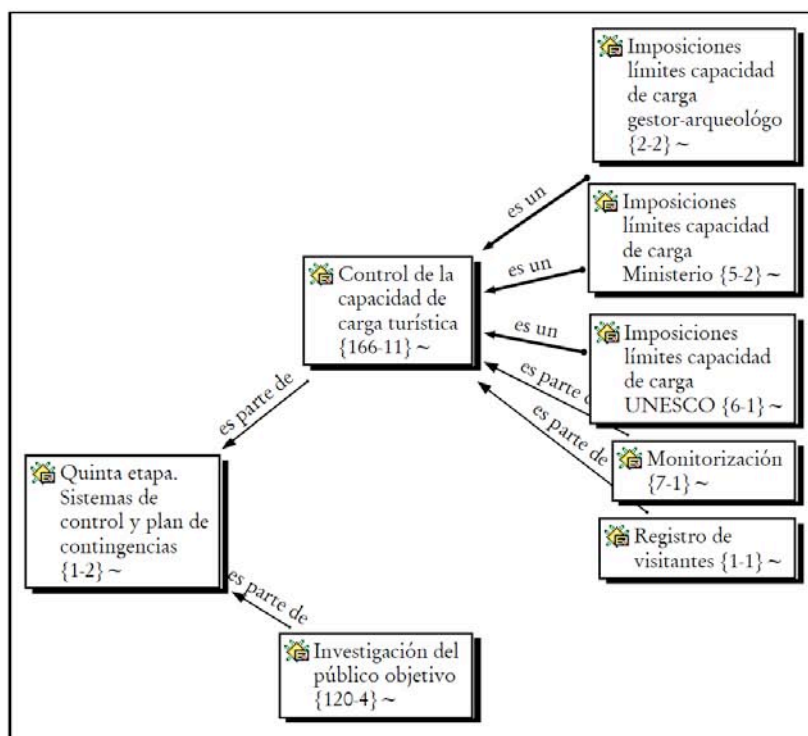 Imposiciones
límites capacidad
de carga
gestor-arqueológo
{2-2} ~
es un
Imposiciones
límites capacidad
de carga
Ministerio {5-2} ~
es un
Control de la
capacidad de
carga turística
{166-11} ~
es un
Imposiciones
límites capacidad
de carga
UNESCO {6-1} ~
es parte de
es parte de
Monitorización
{7-1} ~
Registro de
visitantes {1-1} ~
es parte de
Quinta etapa.
Sistemas de
control y plan de
contingencias
{1-2} ~
es parte de
Investigación del
público objetivo
{120-4} ~